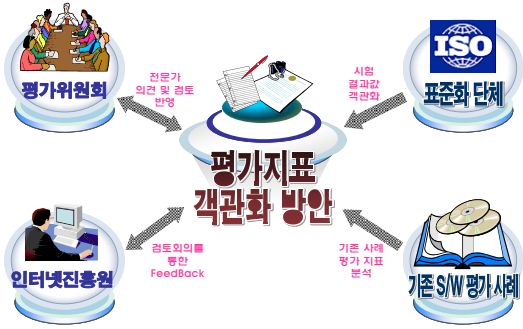 평가위원회
전문가
의견 및 검토
반영
시험
결과값
객관화
ISO
표준화 단체
평가지표
객관화 방안
인터넷진흥원
검토회의를
통한
FeedBack
기존 사례
평가 지표
분석
기존 S/W 평가 사례